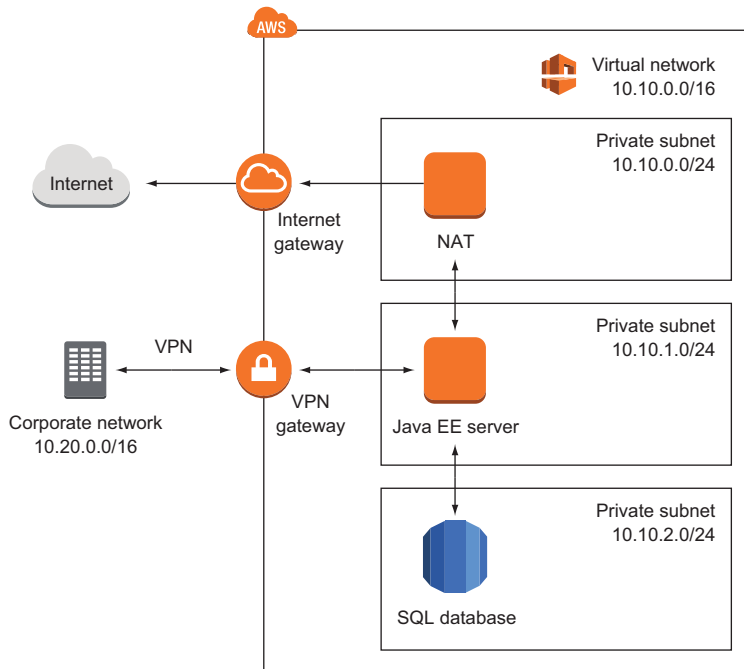 AWS
Virtual network
10.10.0.0/16
Private subnet
10.10.0.0/24
Internet
Internet
gateway
NAT
Private subnet
10.10.1.0/24
VPN
Corporate network
10.20.0.0/16
VPN
gateway
Java EE server
Private subnet
10.10.2.0/24
SQL database